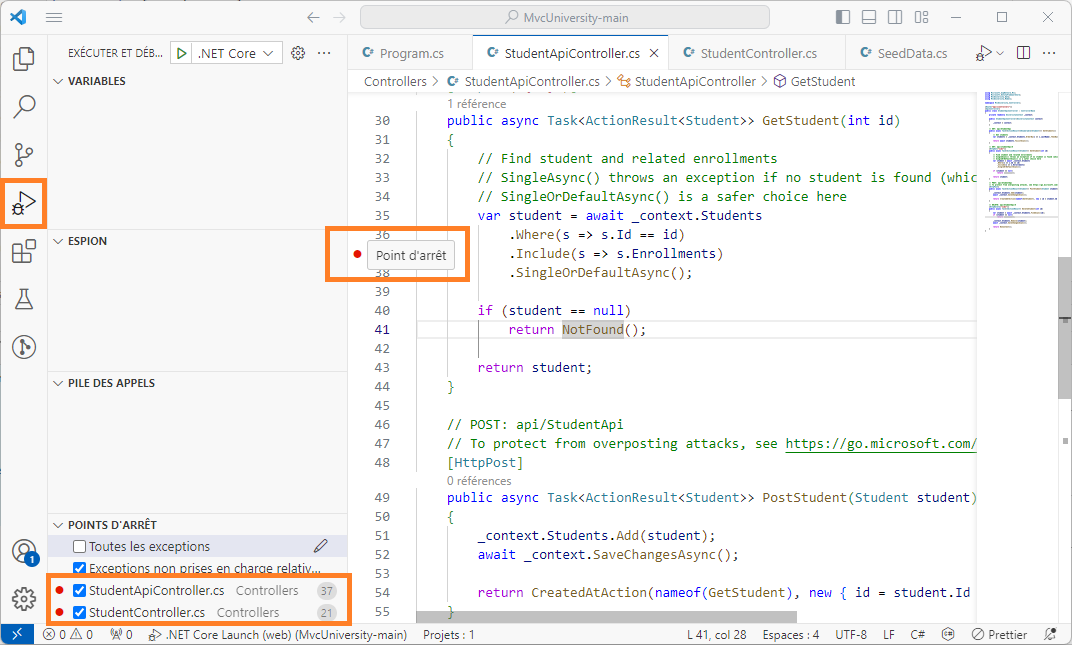 MvcUniversity-main
EXÉCUTER ET DÉB...
.NET Core
Program.cs
StudentApiController.cs
StudentController.cs
SeedData.cs
Controllers > StudentApiController.cs > StudentApiController > GetStudent
VARIABLES
ESPION
PILE DES APPELS
POINTS D'ARRÊT
Toutes les exceptions
Exceptions non prises en charge relativ...
StudentApiController.cs Controllers 37
StudentController.cs Controllers 21
1
1 référence
30 public async Task<ActionResult<Student>> GetStudent(int id)
31 {
32 // Find student and related enrollments
33 // SingleAsync() throws an exception if no student is found (whic
34 // SingleOrDefaultAsync() is a safer choice here
35 var student = await _context.Students
36 .Where(s => s.Id == id)
Point d'arrêt
.Include(s => s.Enrollments)
38 .SingleOrDefaultAsync();
39
40 if (student == null)
41 return NotFound();
42
43 return student;
44 }
45
46 // POST: api/StudentApi
47 // To protect from overposting attacks, see https://go.microsoft.com/
48 [HttpPost]
0 références
49 public async Task<ActionResult<Student>> PostStudent(Student student)
50 {
51 _context.Students.Add(student);
52 await _context.SaveChangesAsync();
53
54 return CreatedAtAction(nameof(GetStudent), new { id = student.Id
55 }
0 0 0 .NET Core Launch (web) (MvcUniversity-main) Projets : 1 L 41, col 28 Espaces : 4 UTF-8 LF C# Prettier